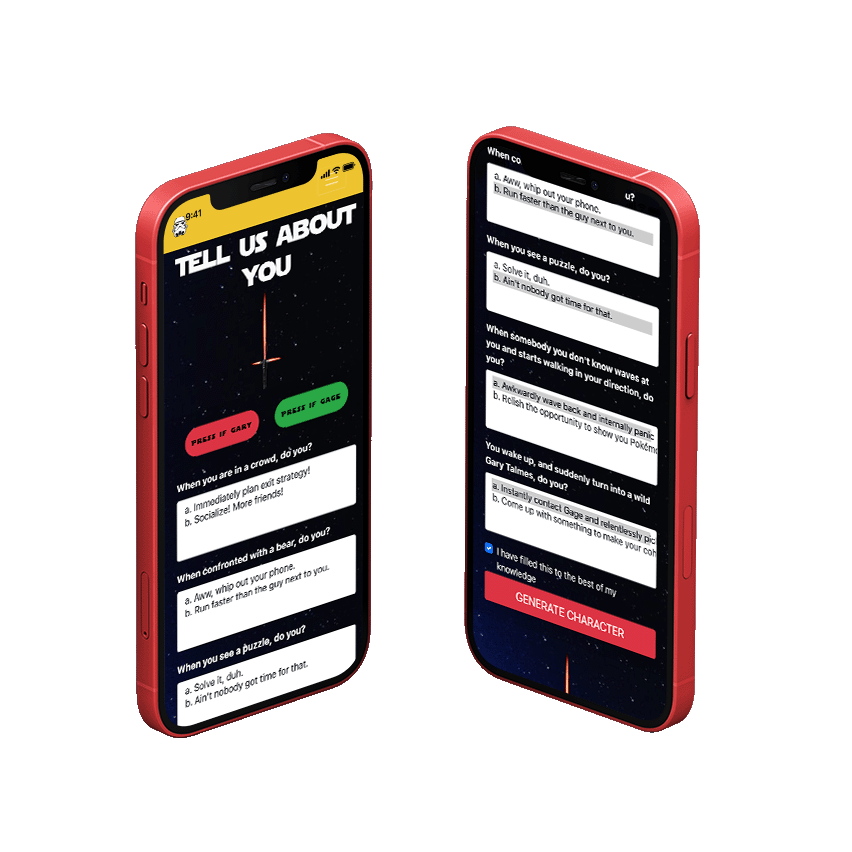 9:41
TELL US ABOUT
YOU
PRESS IF GARY
PRESS IF GAGE
When you are in a crowd, do you?
a. Immediately plan exit strategy!
b. Socialize! More friends!
When confronted with a bear, do you?
a. Aww, whip out your phone.
b. Run faster than the guy next to you.
When you see a puzzle, do you?
a. Solve it, duh.
b. Ain't nobody got time for that.
When co
u?
a. Aww, whip out your phone.
b. Run faster than the guy next to you.
When you see a puzzle, do you?
a. Solve it, duh.
b. Ain't nobody got time for that.
When somebody you don't know waves at
you and starts walking in your direction, do
you?
a. Awkwardly wave back and internally panic
b. Relish the opportunity to show you Pokémo
You wake up, and suddenly turn into a wild
Gary Talmes, do you?
a. Instantly contact Gage and relentlessly pic
b. Come up with something to make your coh
I have filled this to the best of my
knowledge
GENERATE CHARACTER